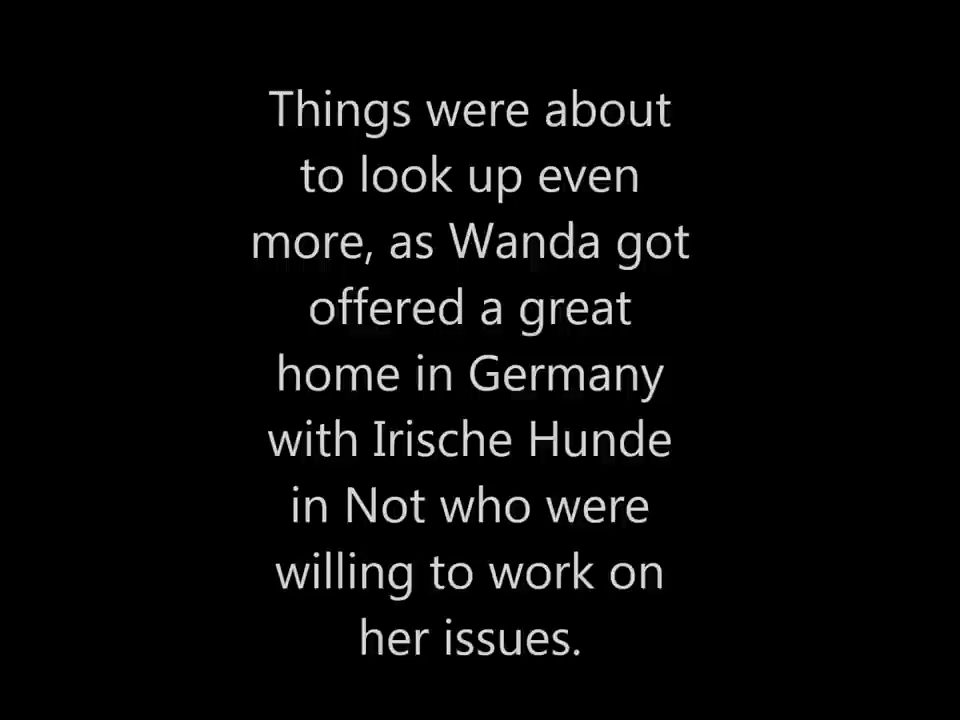 Things were about
to look up even
more, as Wanda got
offered a great
home in Germany
with Irische Hunde
in Not who were
willing to work on
her issues.